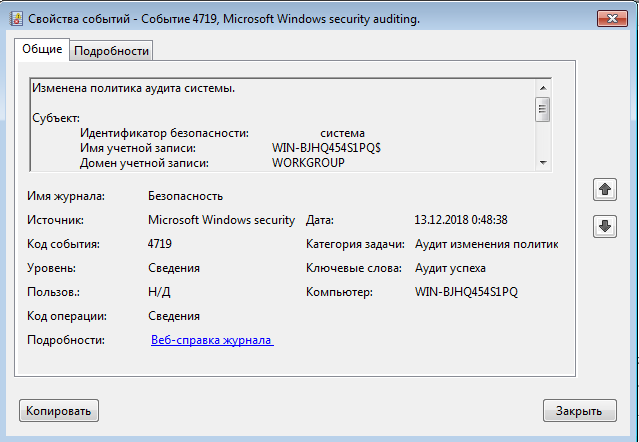 Свойства событий - Событие 4719, Microsoft Windows security auditing.
Общие Подробности
Изменена политика аудита системы.
Субъект:
Идентификатор безопасности: система
Имя учетной записи: WIN-BJHQ454S1PQ$
Домен учетной записи: WORKGROUP
Имя журнала: Безопасность
Источник: Microsoft Windows security Дата: 13.12.2018 0:48:38
Код события: 4719 Категория задачи: Аудит изменения политик
Уровень: Сведения Ключевые слова: Аудит успеха
Пользов.: Н/Д Компьютер: WIN-BJHQ454S1PQ
Код операции: Сведения
Подробности: Веб-справка журнала
Копировать Закрыть